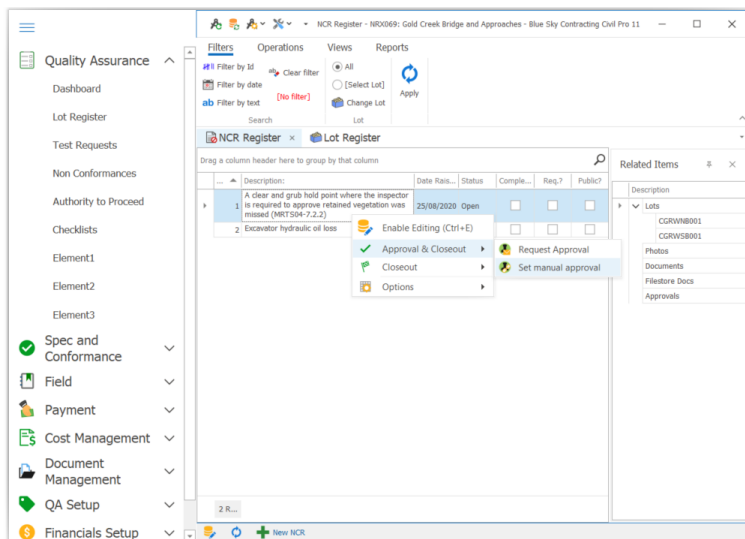 NCR Register - NRX069: Gold Creek Bridge and Approaches - Blue Sky Contracting Civil Pro 11
Filters Operations Views Reports
Filter by Id
Filter by date
ab Filter by text
Clear filter
[No filter]
Search
All
[Select Lot]
Change Lot
Lot
Apply
NCR Register × Lot Register
Drag a column header here to group by that column
... Description: Date Rais... Status Comple... Req.? Public?
1 A clear and grub hold point where the inspector
is required to approve retained vegetation was
missed (MRTS04-7.2.2)
25/08/2020 Open
2 Excavator hydraulic oil loss
Enable Editing (Ctrl+E)
Approval & Closeout
Closeout
Options
Request Approval
Set manual approval
2 R...
New NCR
Related Items
Description
Lots
CGRWNB001
CGRWSB001
Photos
Documents
Filestore Docs
Approvals
Quality Assurance
Dashboard
Lot Register
Test Requests
Non Conformances
Authority to Proceed
Checklists
Element1
Element2
Element3
Spec and
Conformance
Field
Payment
Cost Management
Document
Management
QA Setup
Financials Setup